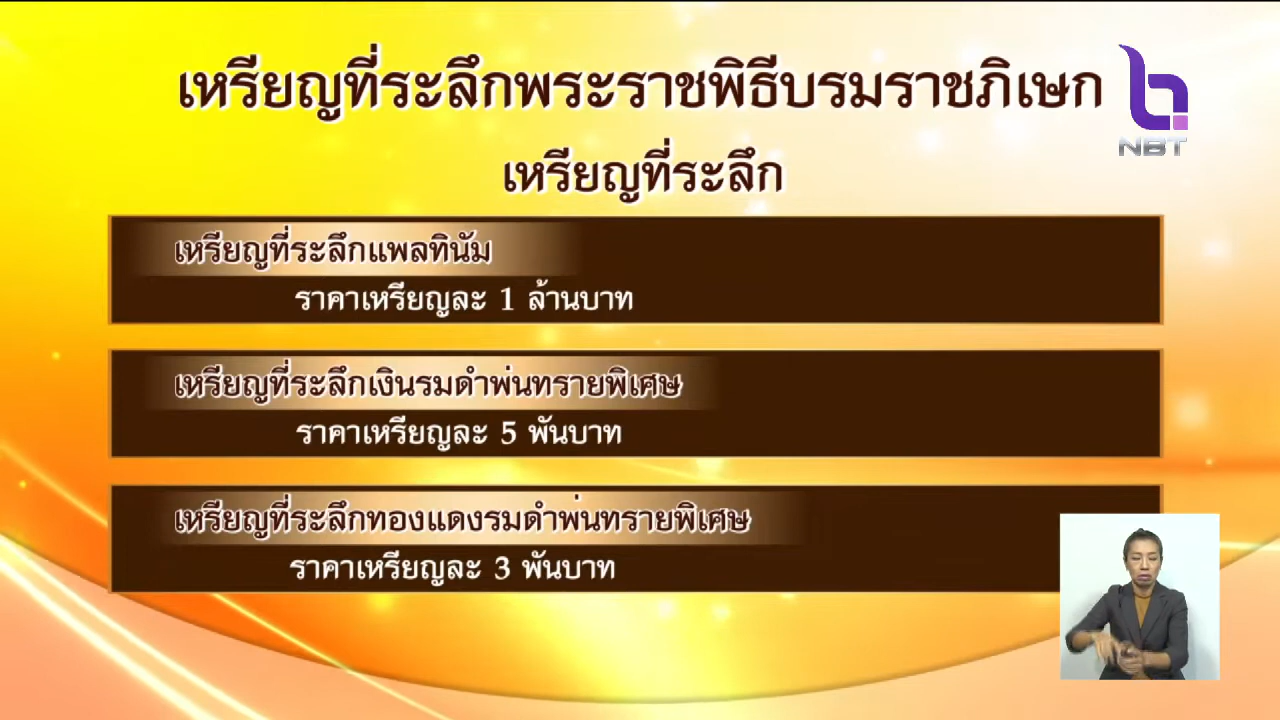 เหรียญที่ระลึกพระราชพิธีบรมราชภิเษก
NBT
เหรียญที่ระลึก
เหรียญที่ระลึกแพลทินัม
ราคาเหรียญละ 1 ล้านบาท
เหรียญที่ระลึกเงินรมดำพ่นทรายพิเศษ
ราคาเหรียญละ 5 พันบาท
เหรียญที่ระลึกทองแดงรมดำพ่นทรายพิเศษ
ราคาเหรียญละ 3 พันบาท